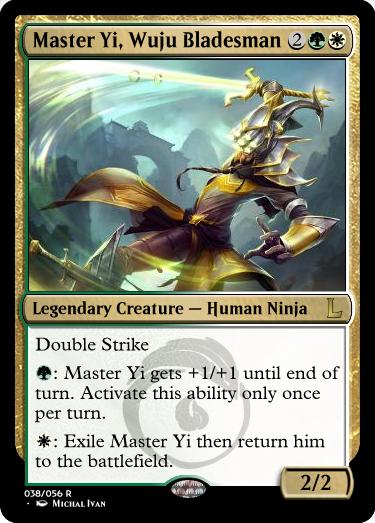 Master Yi, Wuju Bladesman 2
Legendary Creature — Human Ninja L
Double Strike
: Master Yi gets +1/+1 until end of
turn. Activate this ability only once
per turn.
: Exile Master Yi then return him
to the battlefield.
2/2
038/056 R
· Michal Ivan